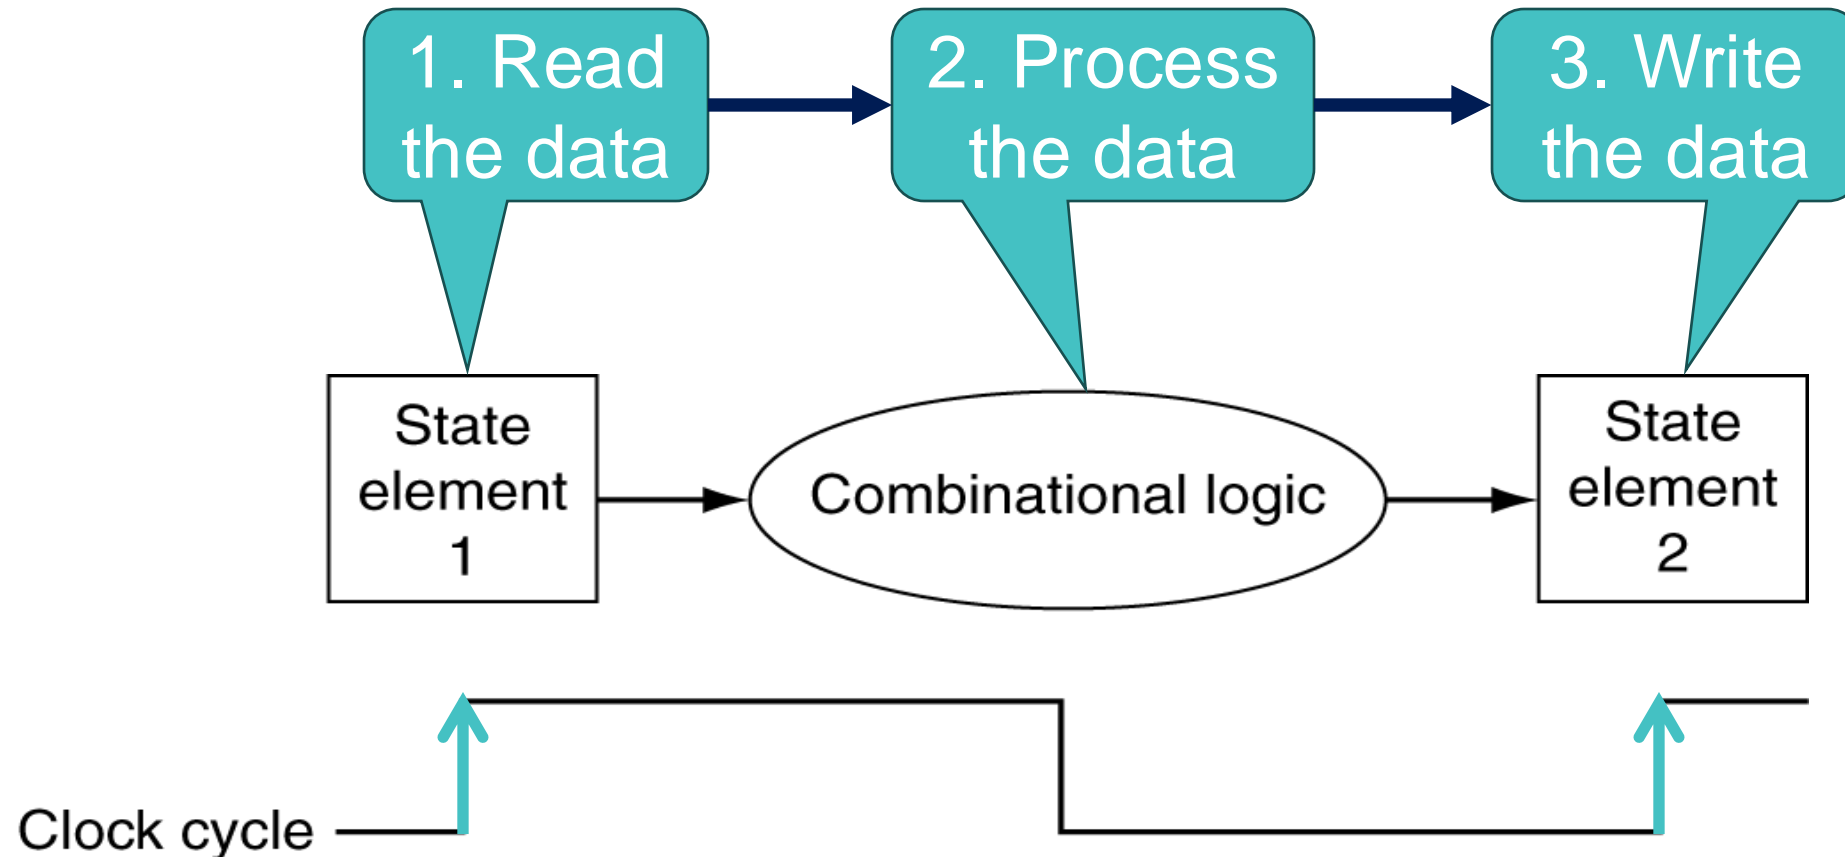 1. Read
the data
2. Process
the data
3. Write
the data
State
element
1
Combinational logic
State
element
2
Clock cycle